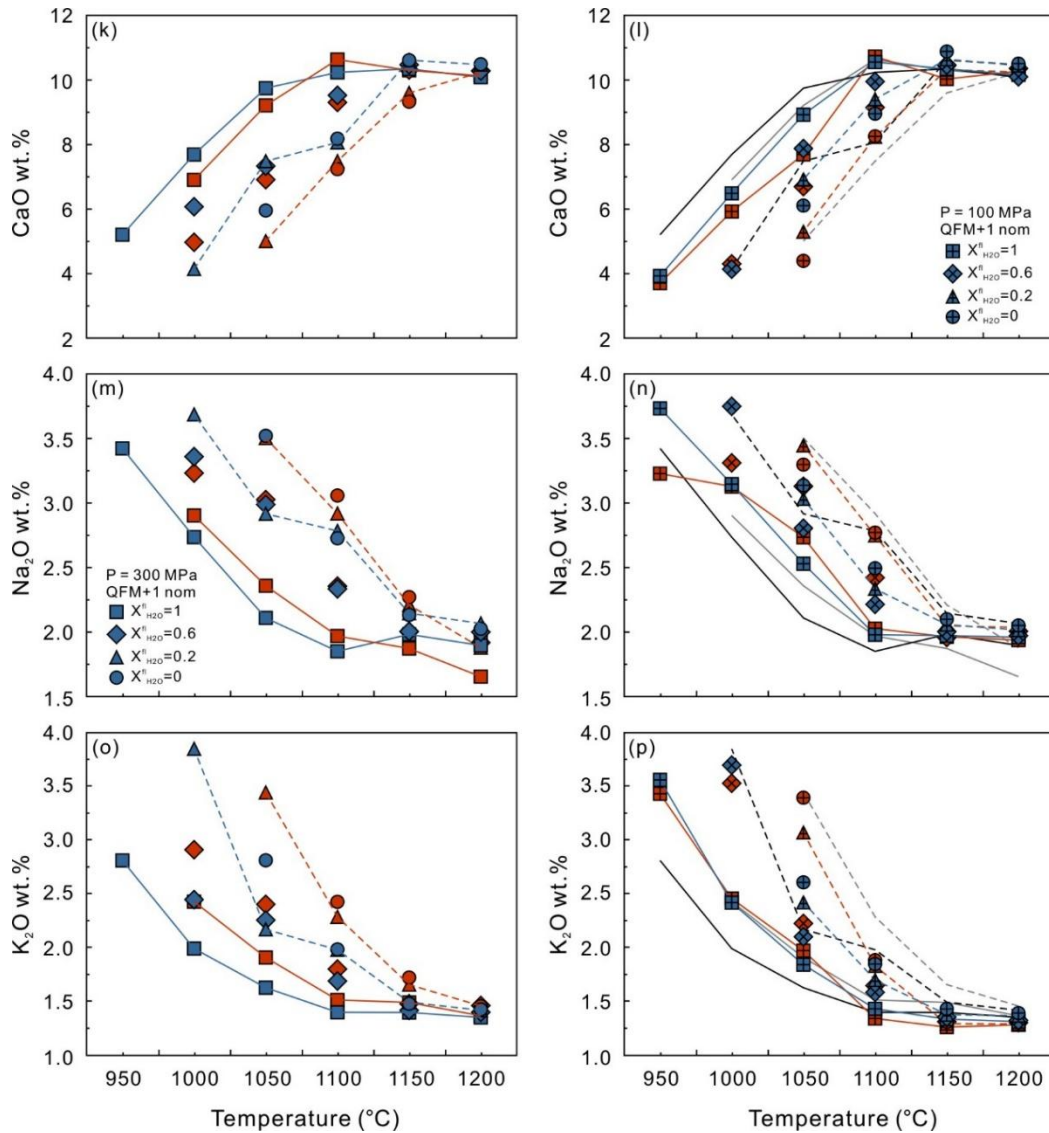 (k)
12
10
8
6
4
2
CaO wt.%
(l)
12
10
8
6
4
2
CaO wt.%
P = 100 MPa
QFM+1 nom
X^fl_H2O=1
X^fl_H2O=0.6
X^fl_H2O=0.2
X^fl_H2O=0
(m)
4.0
3.5
3.0
2.5
2.0
1.5
Na₂O wt.%
P = 300 MPa
QFM+1 nom
X^fl_H2O=1
X^fl_H2O=0.6
X^fl_H2O=0.2
X^fl_H2O=0
(n)
4.0
3.5
3.0
2.5
2.0
1.5
Na₂O wt.%
(o)
4.0
3.5
3.0
2.5
2.0
1.5
1.0
K₂O wt.%
950 1000 1050 1100 1150 1200
Temperature (°C)
(p)
4.0
3.5
3.0
2.5
2.0
1.5
1.0
K₂O wt.%
950 1000 1050 1100 1150 1200
Temperature (°C)